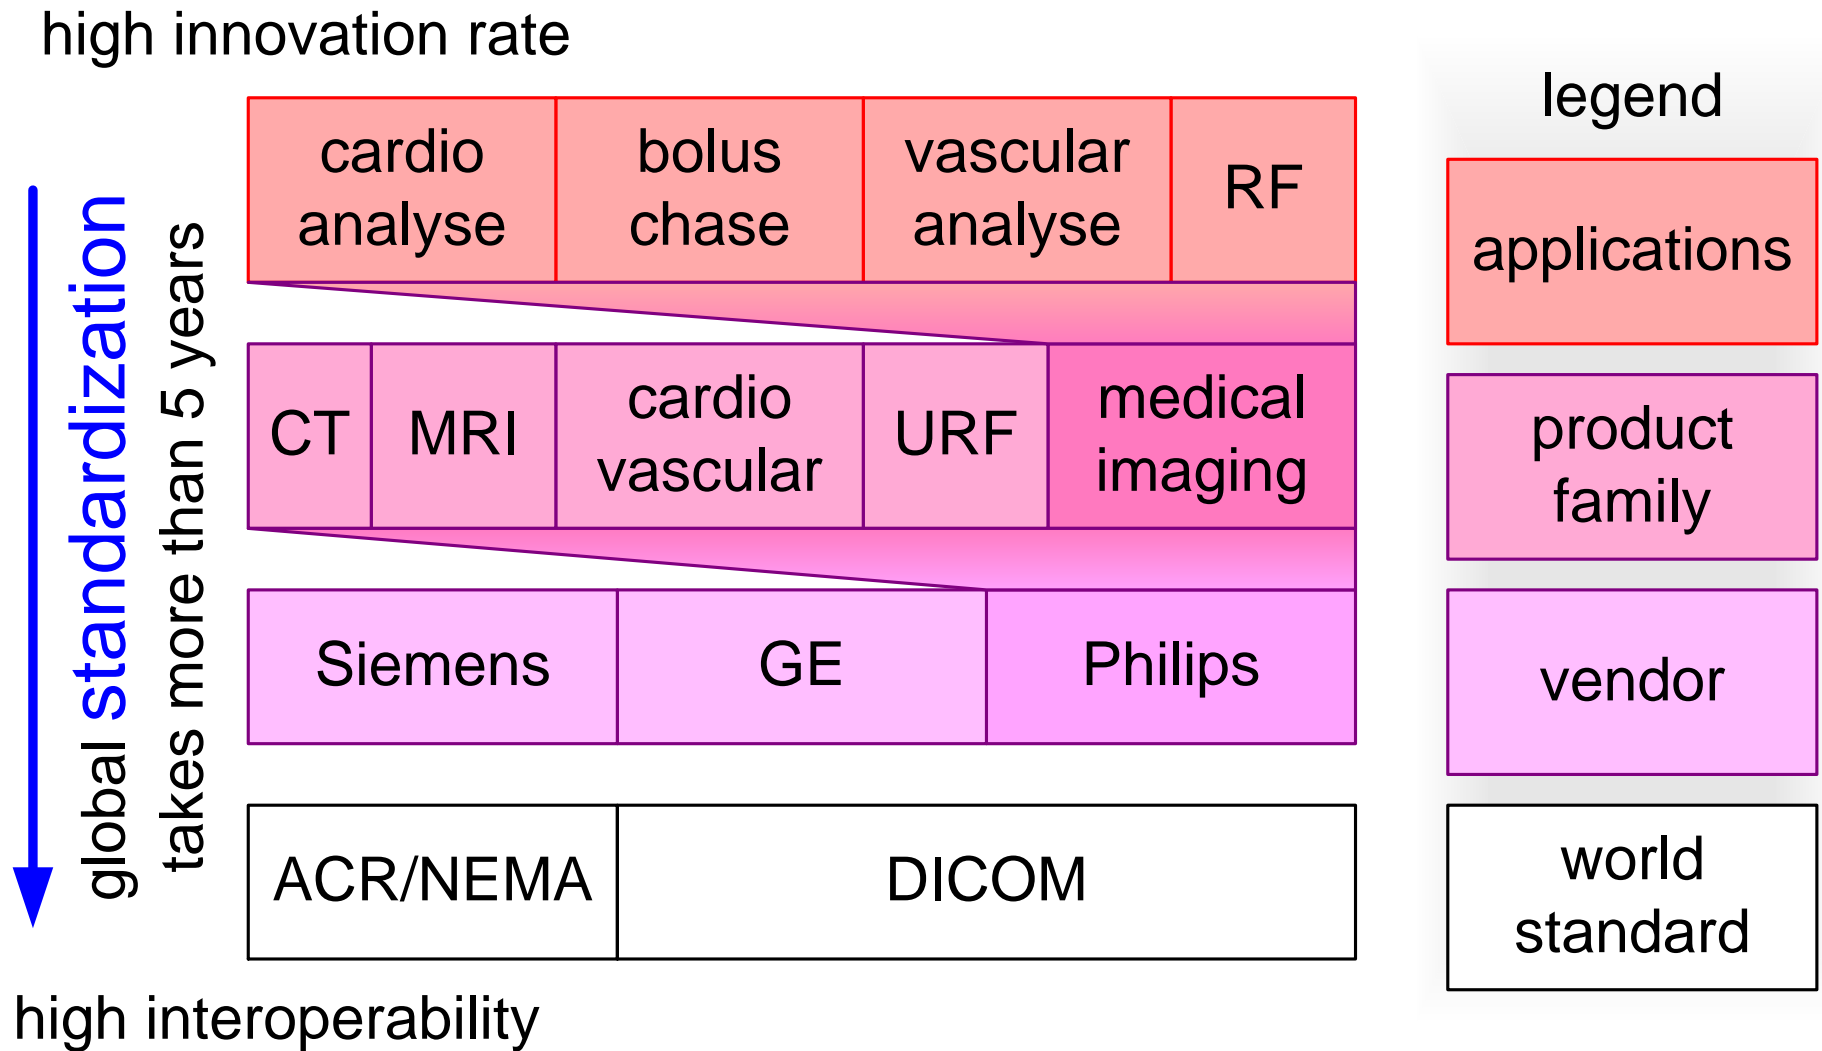 high innovation rate
global standardization
takes more than 5 years
cardio
analyse
bolus
chase
vascular
analyse
RF
CT
MRI
cardio
vascular
URF
medical
imaging
Siemens
GE
Philips
ACR/NEMA
DICOM
high interoperability
legend
applications
product
family
vendor
world
standard